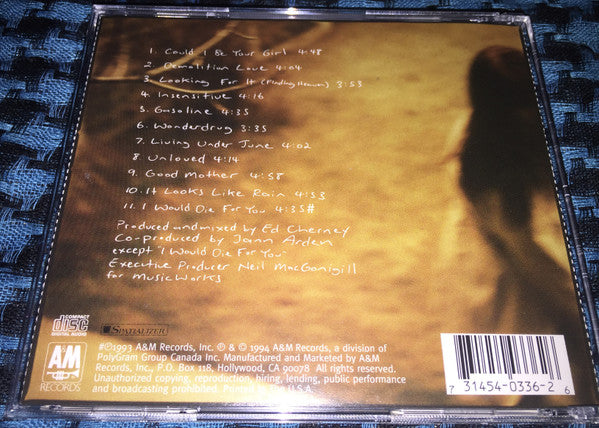 1. Could I Be Your Girl 4:48
2. Demolition Love 4:04
3. Looking For It (Finding Heaven) 3:53
4. Insensitive 4:16
5. Gasoline 4:35
6. Wonderdrug 3:35
7. Living Under June 4:02
8. Unloved 4:14
9. Good Mother 4:58
10. It Looks Like Rain 4:53
11. I Would Die For You 4:35#
Produced and mixed by Ed Cherney
Co-produced by Jann Arden
except "I Would Die For You"
Executive Producer Neil MacGonigill
for MusicWorks
COMPACT
disc
DIGITAL AUDIO
SPATIALIZER
A&M
RECORDS
#©1993 A&M Records, Inc. ℗ & © 1994 A&M Records, a division of
PolyGram Group Canada Inc. Manufactured and Marketed by A&M
Records, Inc., P.O. Box 118, Hollywood, CA 90078 All rights reserved.
Unauthorized copying, reproduction, hiring, lending, public performance
and broadcasting prohibited. Printed in the U.S.A.
7 31454-0336-2 6